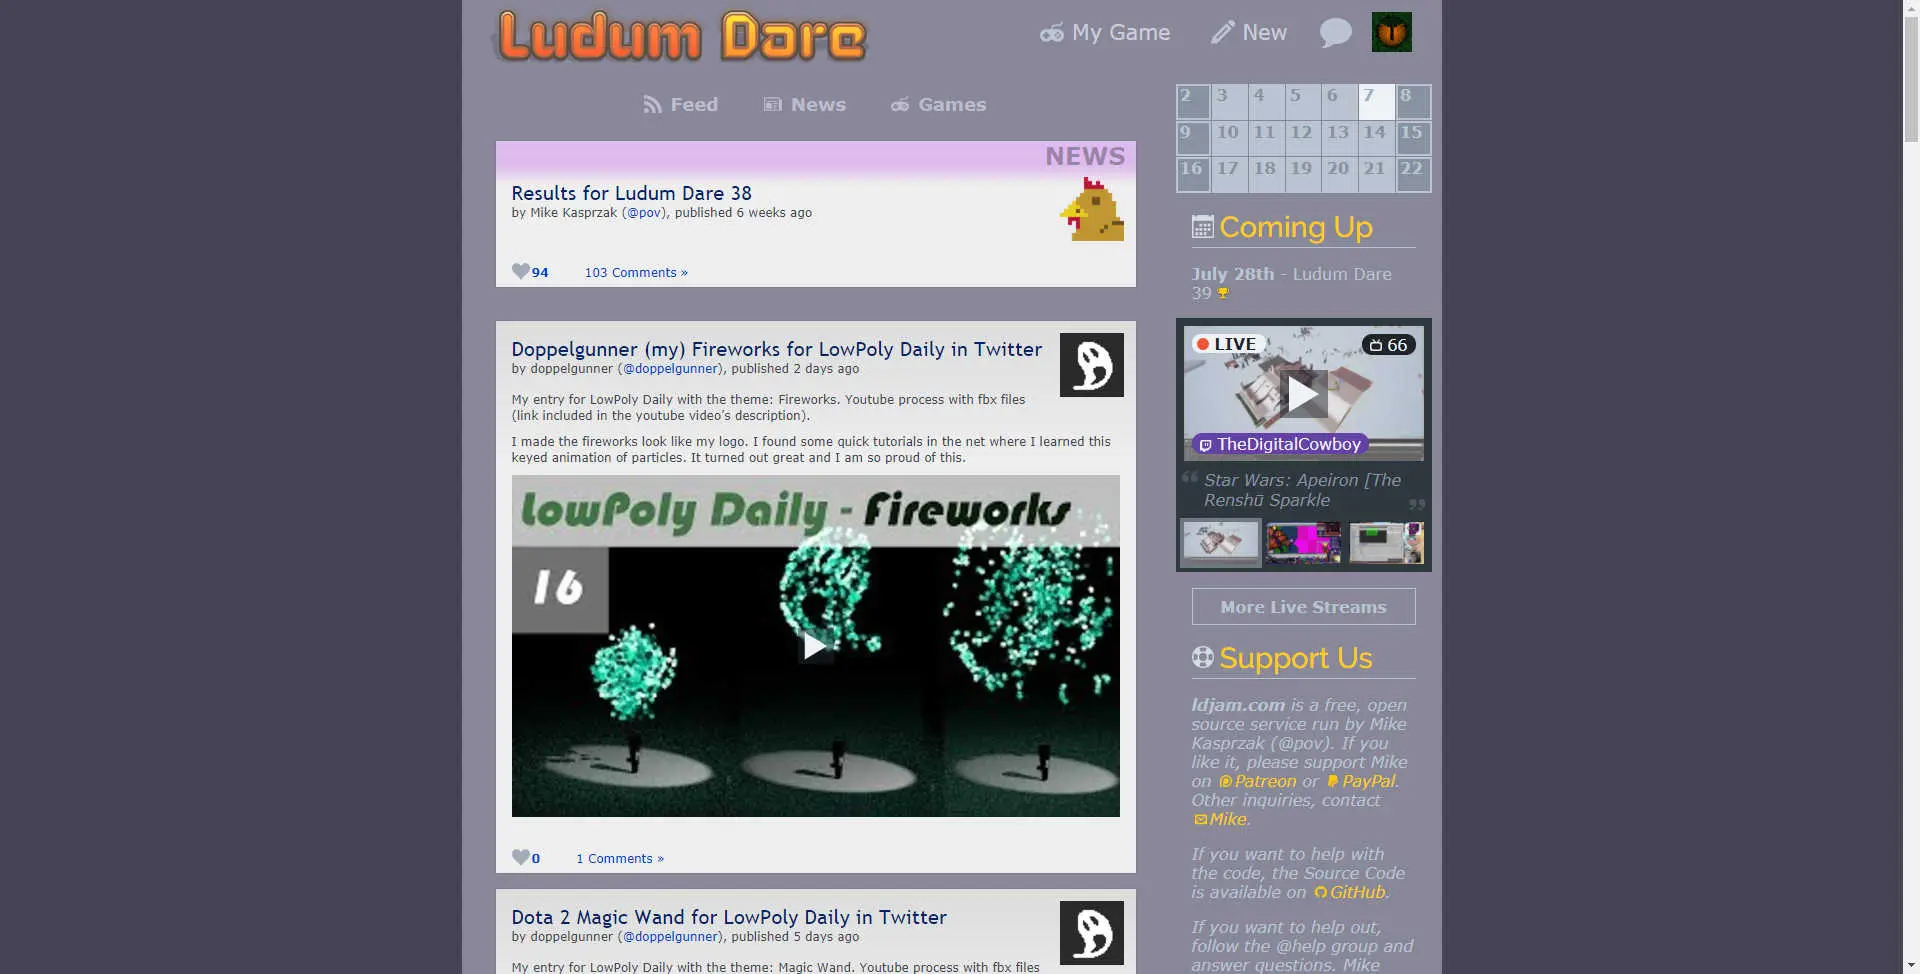 Ludum Dare
My Game
New
Feed
News
Games
2 3 4 5 6 7 8
9 10 11 12 13 14 15
16 17 18 19 20 21 22
NEWS
Results for Ludum Dare 38
by Mike Kasprzak (@pov), published 6 weeks ago
94
103 Comments »
Doppelgunner (my) Fireworks for LowPoly Daily in Twitter
by doppelgunner (@doppelgunner), published 2 days ago
My entry for LowPoly Daily with the theme: Fireworks. Youtube process with fbx files
(link included in the youtube video’s description).
I made the fireworks look like my logo. I found some quick tutorials in the net where I learned this
keyed animation of particles. It turned out great and I am so proud of this.
LowPoly Daily - Fireworks
16
0
1 Comments »
Dota 2 Magic Wand for LowPoly Daily in Twitter
by doppelgunner (@doppelgunner), published 5 days ago
My entry for LowPoly Daily with the theme: Magic Wand. Youtube process with fbx files
Coming Up
July 28th - Ludum Dare
39
LIVE
66
TheDigitalCowboy
Star Wars: Apeiron [The
Renshū Sparkle
More Live Streams
Support Us
ldjam.com is a free, open
source service run by Mike
Kasprzak (@pov). If you
like it, please support Mike
on Patreon or PayPal.
Other inquiries, contact
Mike.
If you want to help with
the code, the Source Code
is available on GitHub.
If you want to help out,
follow the @help group and
answer questions. Mike